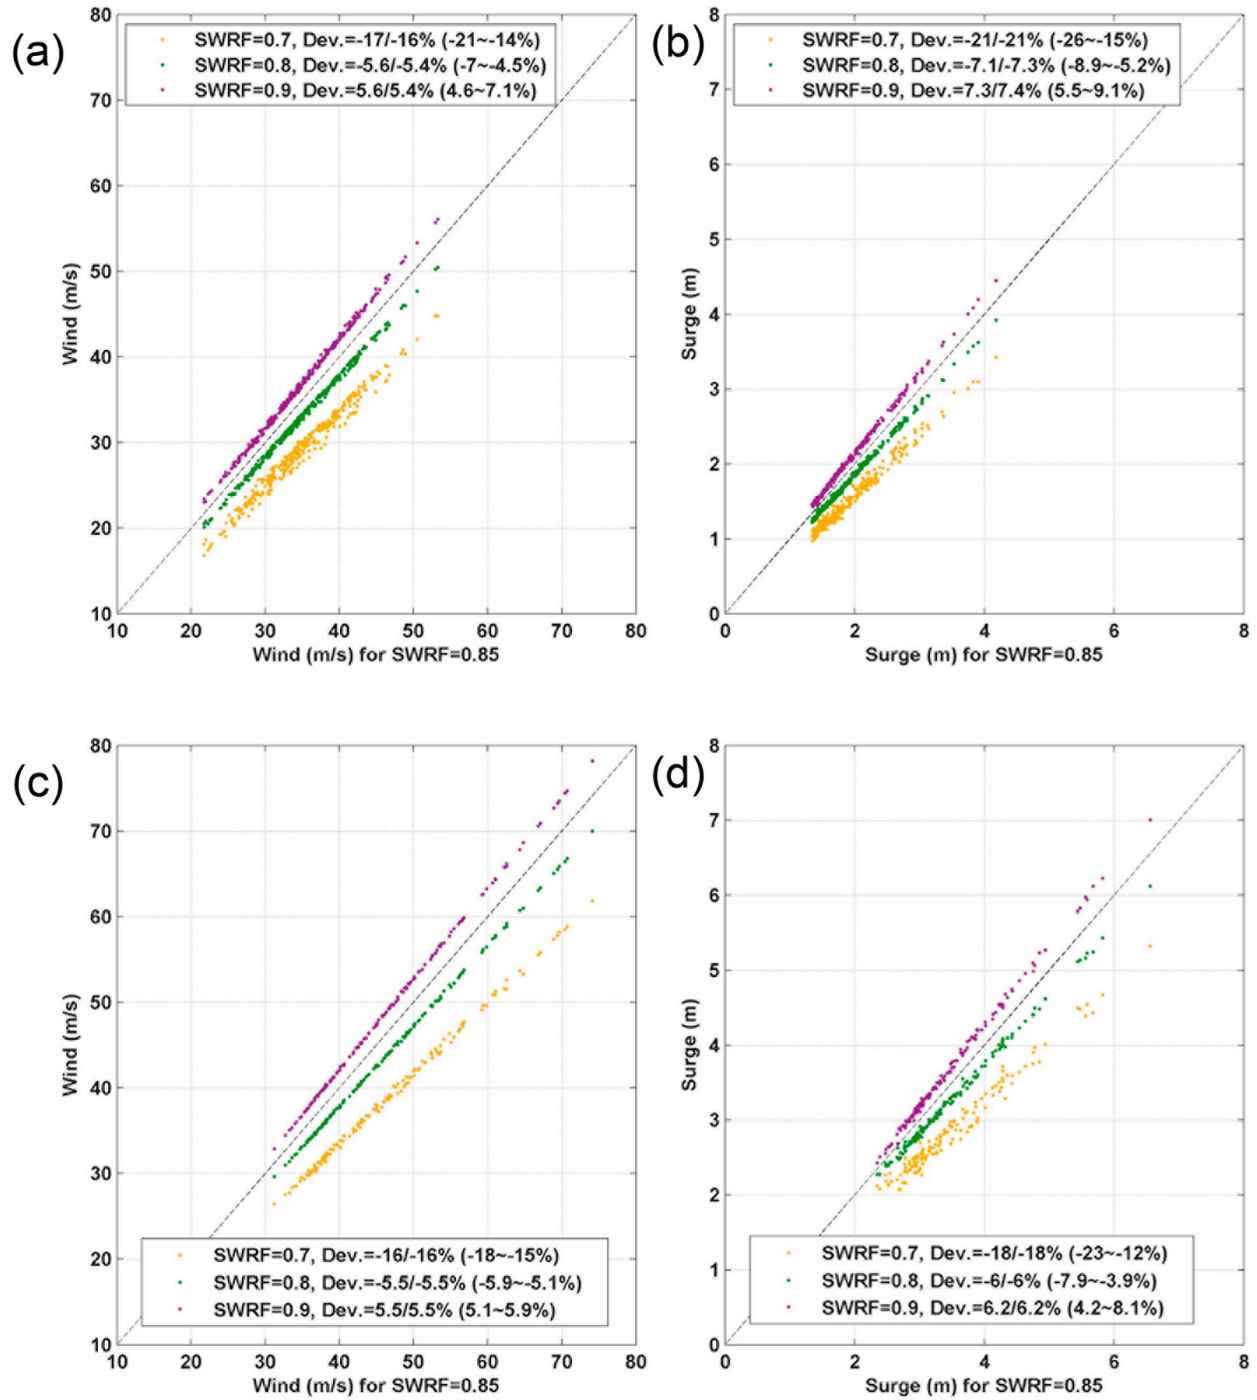 (a)
80
70
60
50
40
30
20
10
Wind (m/s)
SWRF=0.7, Dev.=-17/-16% (-21~-14%)
SWRF=0.8, Dev.=-5.6/-5.4% (-7~-4.5%)
SWRF=0.9, Dev.=5.6/5.4% (4.6~7.1%)
10 20 30 40 50 60 70 80
Wind (m/s) for SWRF=0.85
(b)
8
7
6
5
4
3
2
1
0
Surge (m)
SWRF=0.7, Dev.=-21/-21% (-26~-15%)
SWRF=0.8, Dev.=-7.1/-7.3% (-8.9~-5.2%)
SWRF=0.9, Dev.=7.3/7.4% (5.5~9.1%)
0 2 4 6 8
Surge (m) for SWRF=0.85
(c)
80
70
60
50
40
30
20
10
Wind (m/s)
SWRF=0.7, Dev.=-16/-16% (-18~-15%)
SWRF=0.8, Dev.=-5.5/-5.5% (-5.9~-5.1%)
SWRF=0.9, Dev.=5.5/5.5% (5.1~5.9%)
10 20 30 40 50 60 70 80
Wind (m/s) for SWRF=0.85
(d)
8
7
6
5
4
3
2
1
0
Surge (m)
SWRF=0.7, Dev.=-18/-18% (-23~-12%)
SWRF=0.8, Dev.=-6/-6% (-7.9~-3.9%)
SWRF=0.9, Dev.=6.2/6.2% (4.2~8.1%)
0 2 4 6 8
Surge (m) for SWRF=0.85